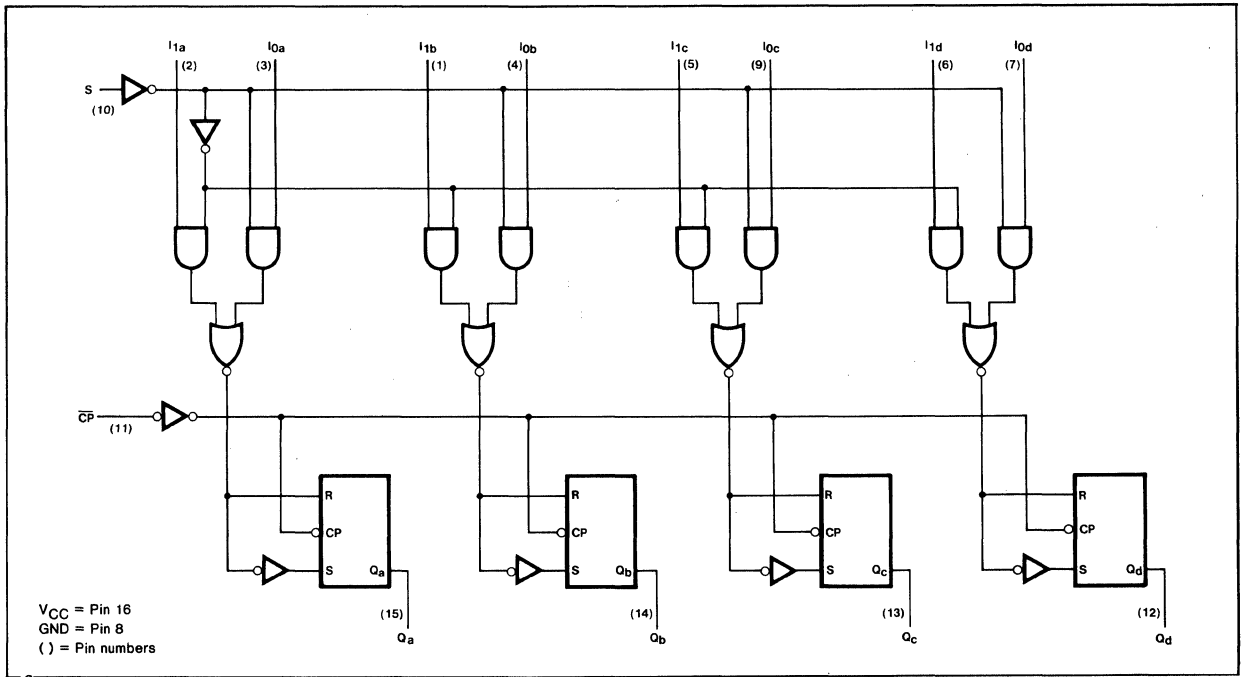 I1a I0a I1b I0b I1c I0c I1d I0d
(2) (3) (1) (4) (5) (9) (6) (7)
S
(10)
CP
(11)
R R R R
CP CP CP CP
S Qa S Qb S Qc S Qd
(15) (14) (13) (12)
Qa Qb Qc Qd
VCC = Pin 16
GND = Pin 8
( ) = Pin numbers